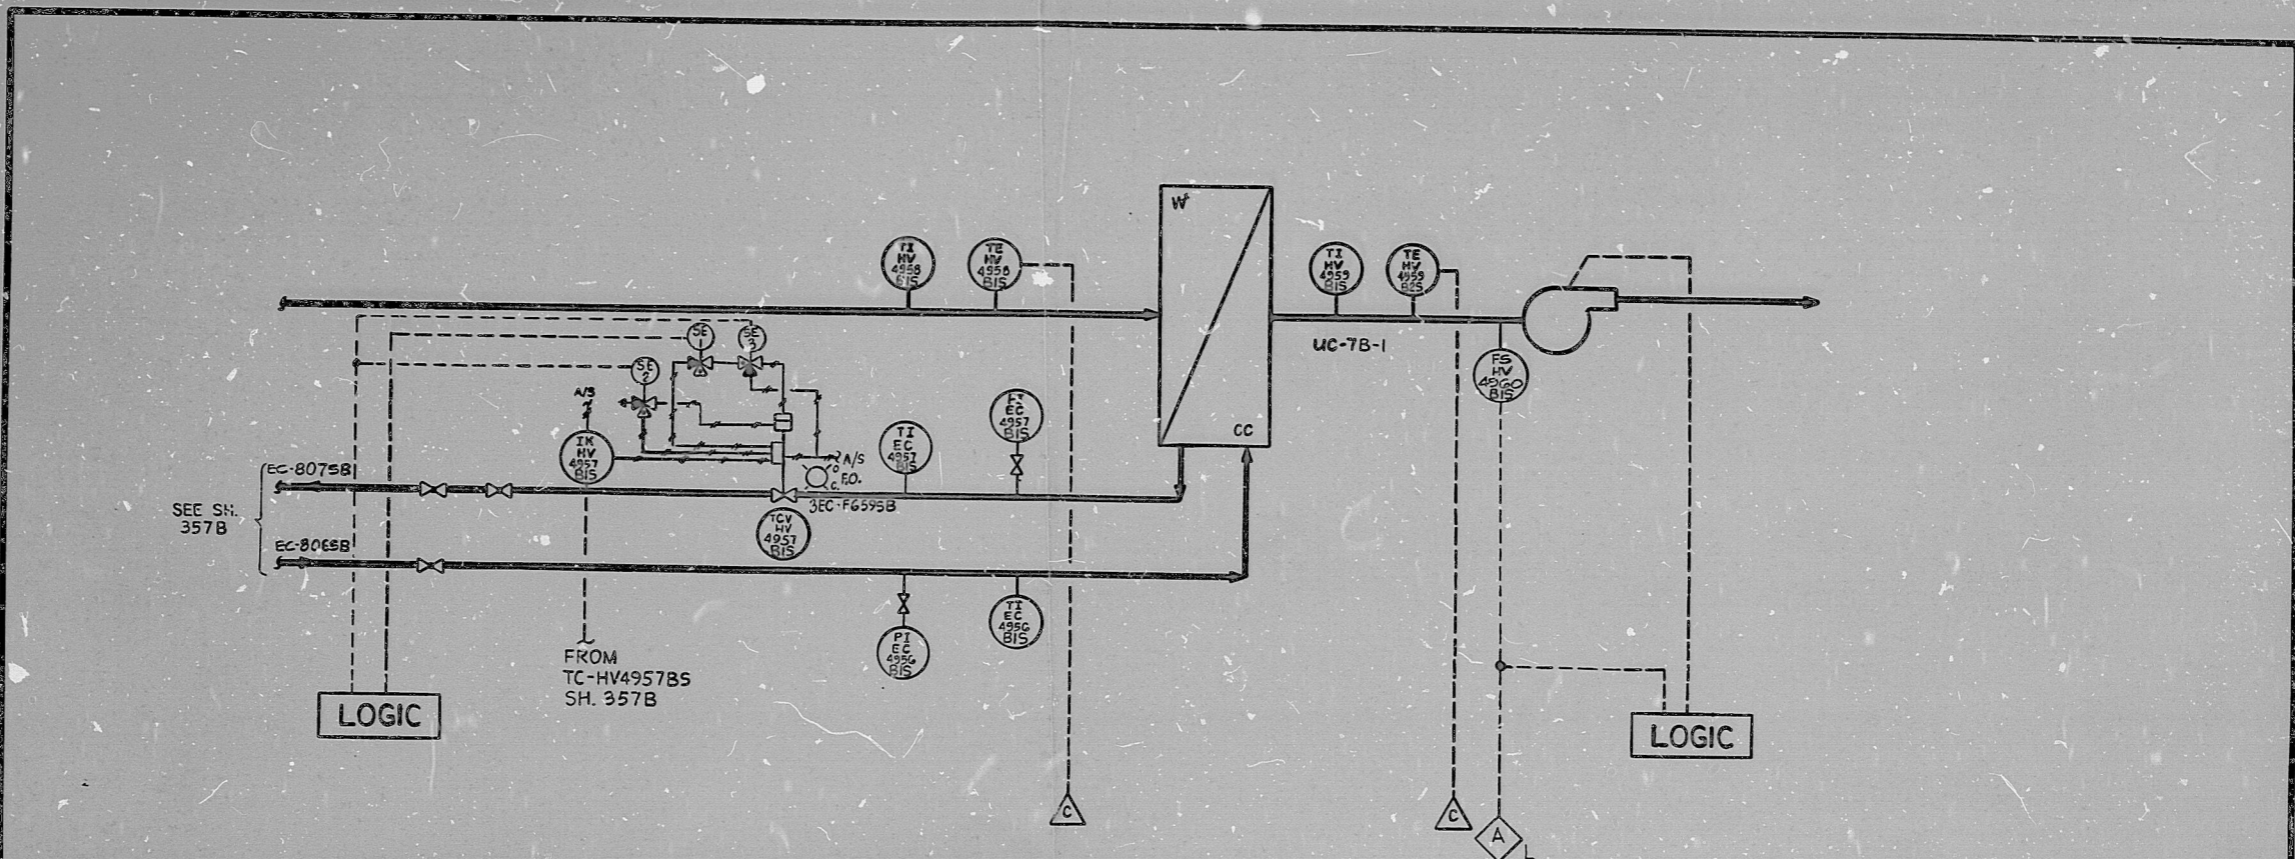 W
CC
TI
HV
4958
BIS
TE
HV
4958
BIS
TI
HV
4959
BIS
TE
HV
4959
BIS
UC-7B-1
FS
HV
4960
BIS
SE
1
SE
3
SE
2
A/S
IK
HV
4957
BIS
A/S
O
F.O.
C.
TI
EC
4957
BIS
EC
4957
BIS
EC-807SB
3EC-F659SB
TCV
HV
4957
BIS
SEE SH.
357B
EC-806SB
PI
EC
4956
BIS
TI
EC
4956
BIS
FROM
TC-HV4957BS
SH. 357B
LOGIC
LOGIC
C
C
A
L